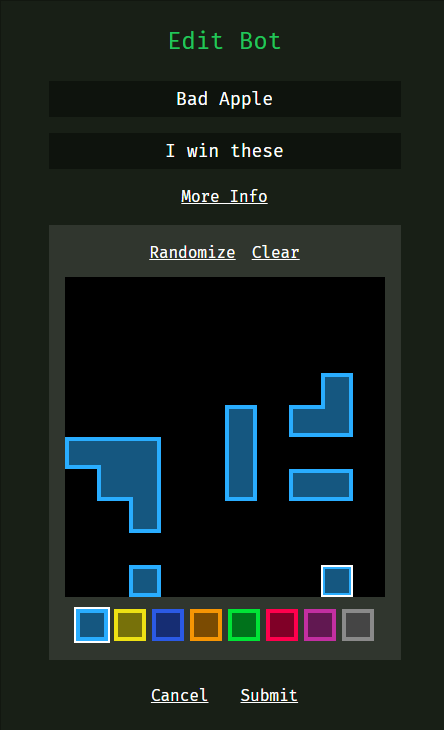 Edit Bot
Bad Apple
I win these
More Info
Randomize Clear
Cancel Submit